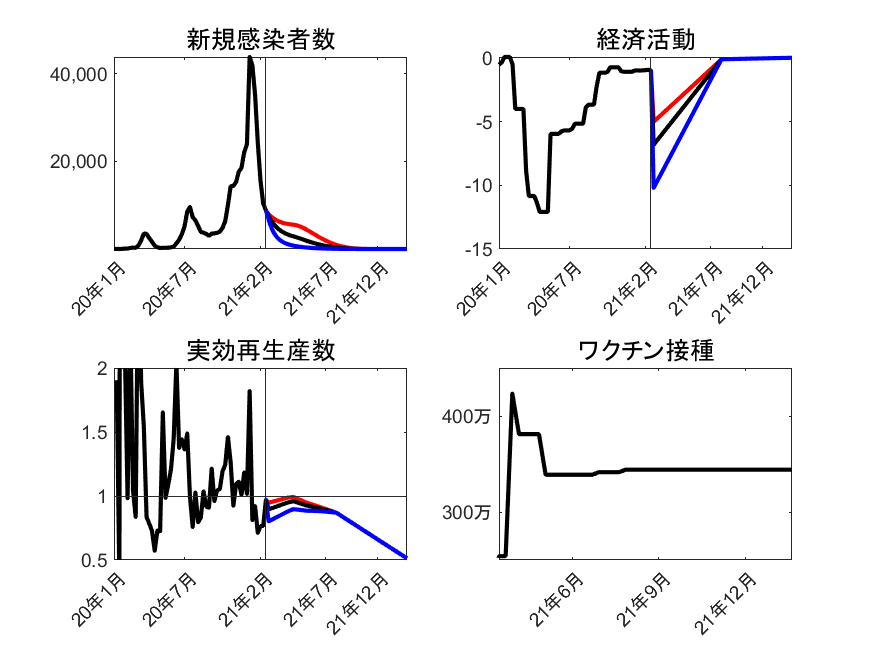 新規感染者数
40,000
20,000
20年1月
20年7月
21年2月
21年7月
21年12月
経済活動
0
-5
-10
-15
20年1月
20年7月
21年2月
21年7月
21年12月
実効再生産数
2
1.5
1
0.5
20年1月
20年7月
21年2月
21年7月
21年12月
ワクチン接種
400万
300万
21年6月
21年9月
21年12月